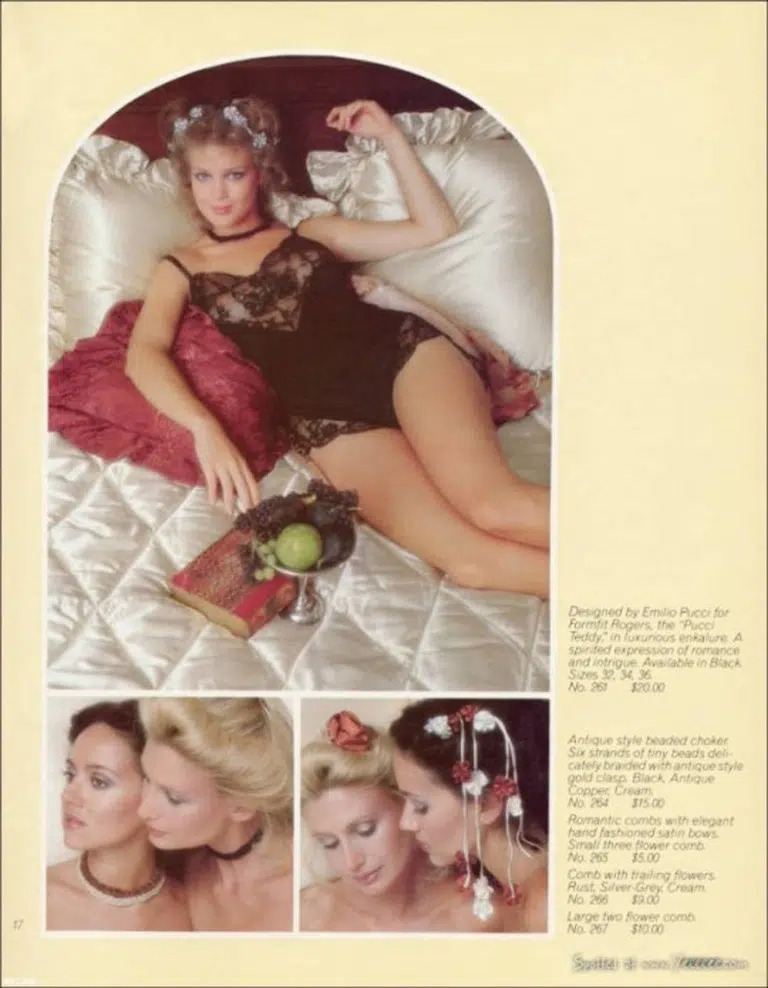 Designed by Emilio Pucci for
Formfit Rogers, the "Pucci
Teddy," in luxurious enkalure. A
spirited expression of romance
and intrigue. Available in Black.
Sizes 32, 34, 36.
No. 261 $20.00
Antique style beaded choker.
Six strands of tiny beads deli-
cately braided with antique style
gold clasp. Black, Antique
Copper, Cream.
No. 264 $15.00
Romantic combs with elegant
hand fashioned satin bows.
Small three flower comb.
No. 265 $5.00
Comb with trailing flowers.
Rust, Silver-Grey, Cream.
No. 266 $9.00
Large two flower comb.
No. 267 $10.00
17